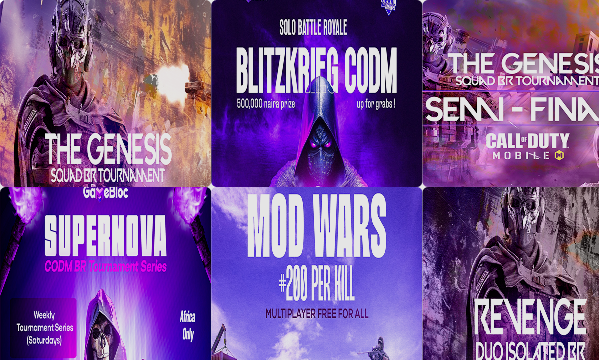 THE GENESIS
SQUAD BR TOURNAMENT
SOLO BATTLE ROYALE
BLITZKRIEG CODM
500,000 naira prize up for grabs !
THE GENESIS
SQUAD BR TOURNAMENT
SEMI - FINA
CALL OF DUTY
MOBILE
GameBloc
SUPERNOVA
CODM BR Tournament Series
Weekly
Tournament Series
(Saturdays)
Africa
Only
MOD WARS
#200 PER KILL
MULTIPLAYER FREE FOR ALL
REVENGE
DUO ISOLATED BR